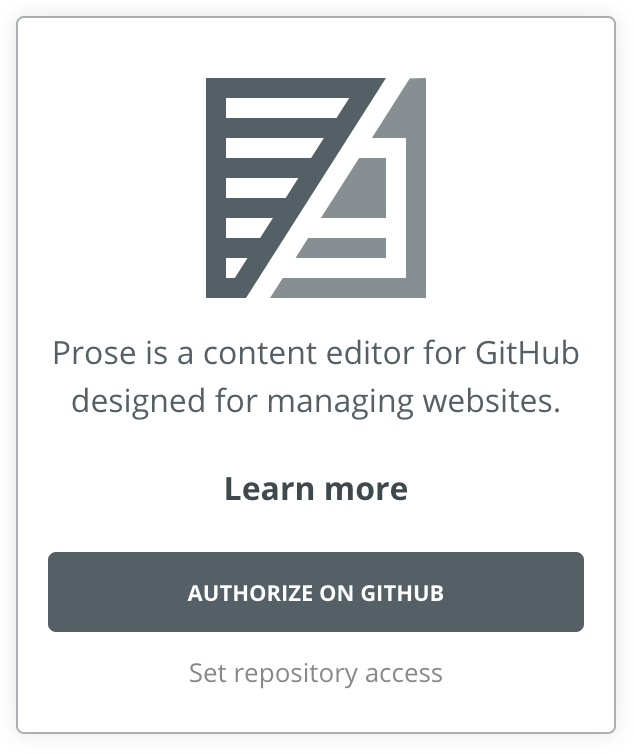 Prose is a content editor for GitHub
designed for managing websites.
Learn more
AUTHORIZE ON GITHUB
Set repository access